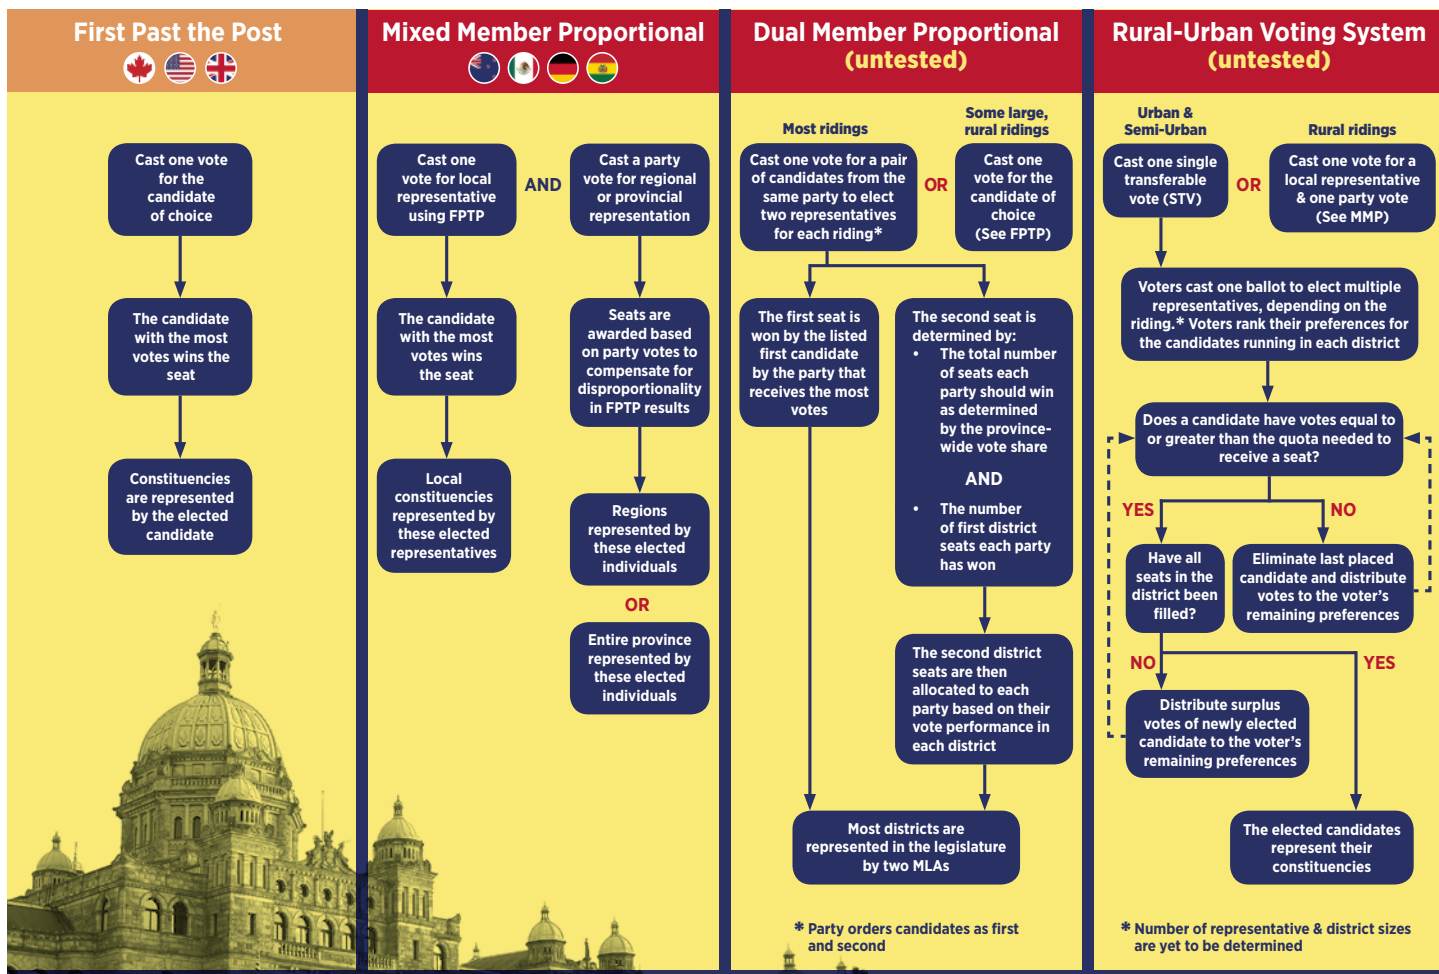 First Past the Post
Cast one vote
for the
candidate
of choice
The candidate
with the most
votes wins the
seat
Constituencies
are represented
by the elected
candidate
Mixed Member Proportional
Cast one
vote for local
representative
using FPTP
AND
Cast a party
vote for regional
or provincial
representation
The candidate
with the most
votes wins
the seat
Local
constituencies
represented by
these elected
representatives
Seats are
awarded based
on party votes to
compensate for
disproportionality
in FPTP results
Regions
represented by
these elected
individuals
OR
Entire province
represented by
these elected
individuals
Dual Member Proportional
(untested)
Most ridings
Cast one vote for a pair
of candidates from the
same party to elect
two representatives
for each riding*
OR
Some large,
rural ridings
Cast one
vote for the
candidate of
choice
(See FPTP)
The first seat is
won by the listed
first candidate
by the party that
receives the most
votes
The second seat is
determined by:
• The total number
of seats each
party should win
as determined
by the province-
wide vote share
AND
• The number
of first district
seats each party
has won
The second district
seats are then
allocated to each
party based on their
vote performance in
each district
Most districts are
represented in the legislature
by two MLAs
* Party orders candidates as first
and second
Rural-Urban Voting System
(untested)
Urban &
Semi-Urban
Cast one single
transferable
vote (STV)
OR
Rural ridings
Cast one vote for a
local representative
& one party vote
(See MMP)
Voters cast one ballot to elect multiple
representatives, depending on the
riding.* Voters rank their preferences for
the candidates running in each district
Does a candidate have votes equal to
or greater than the quota needed to
receive a seat?
YES
NO
Have all
seats in the
district been
filled?
Eliminate last placed
candidate and distribute
votes to the voter's
remaining preferences
NO
YES
Distribute surplus
votes of newly elected
candidate to the voter's
remaining preferences
The elected candidates
represent their
constituencies
* Number of representative & district sizes
are yet to be determined